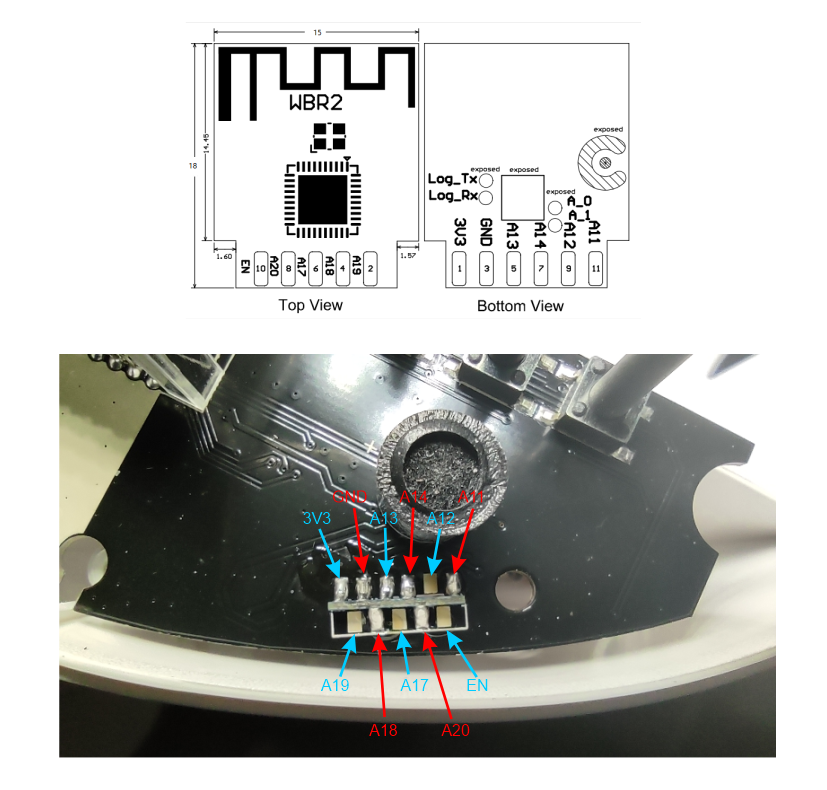 15
WBR2
14.45
18
1.60
1.57
EN
10
A20
8
A17
6
A18
4
A19
2
Top View
exposed
exposed
exposed
exposed
Log_Tx
Log_Rx
A_0
A_1
3V3
GND
A13
A14
A12
A11
1
3
5
7
9
11
Bottom View
GND
A14
A11
3V3
A13
A12
A19
A17
EN
A18
A20